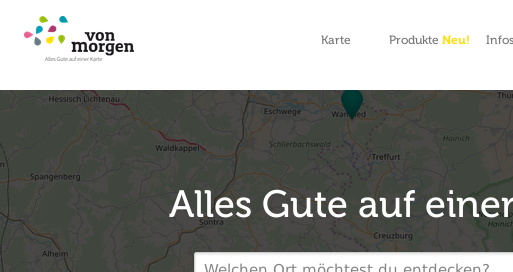 von
morgen
Alles Gute auf einer Karte
Karte
Produkte Neu!
Infos
Hessisch Lichtenau
Eschwege
Wanfried
Thü
Hainich
Waldkappel
Schlierbachswald
Treffurt
Spangenberg
Alles Gute auf einer
Sontra
Creuzburg
Alheim
Welchen Ort möchtest du entdecken?